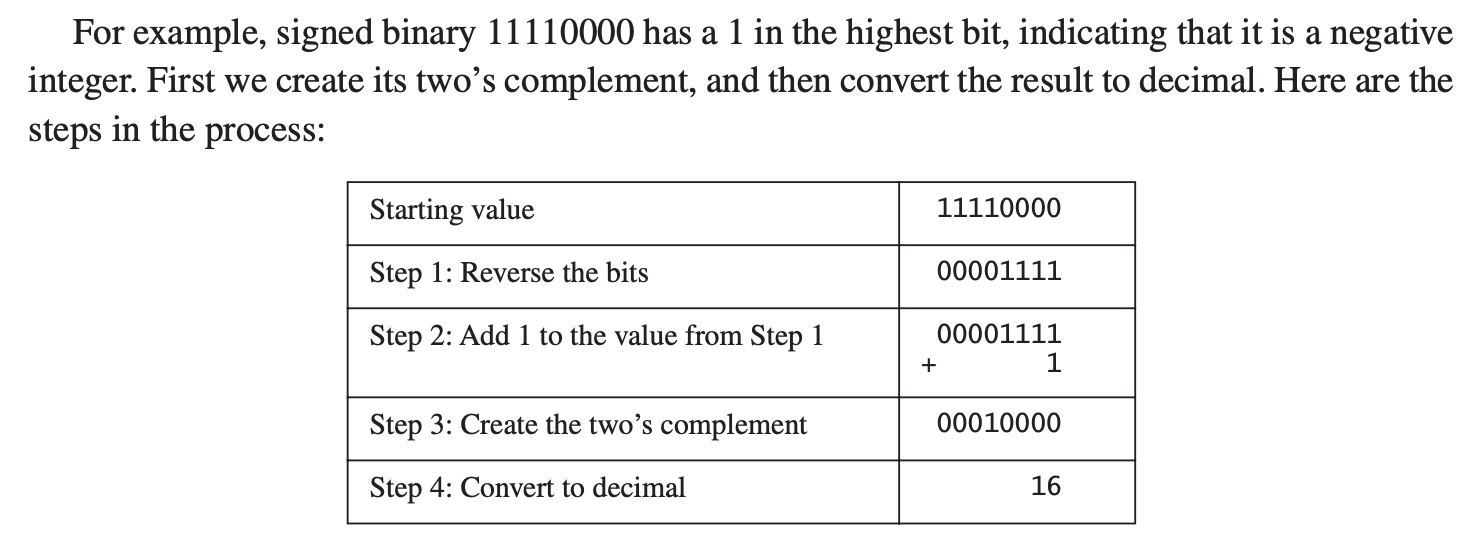 For example, signed binary 11110000 has a 1 in the highest bit, indicating that it is a negative
integer. First we create its two’s complement, and then convert the result to decimal. Here are the
steps in the process:
Starting value 11110000
Step 1: Reverse the bits 00001111
Step 2: Add 1 to the value from Step 1 00001111
+ 1
Step 3: Create the two’s complement 00010000
Step 4: Convert to decimal 16